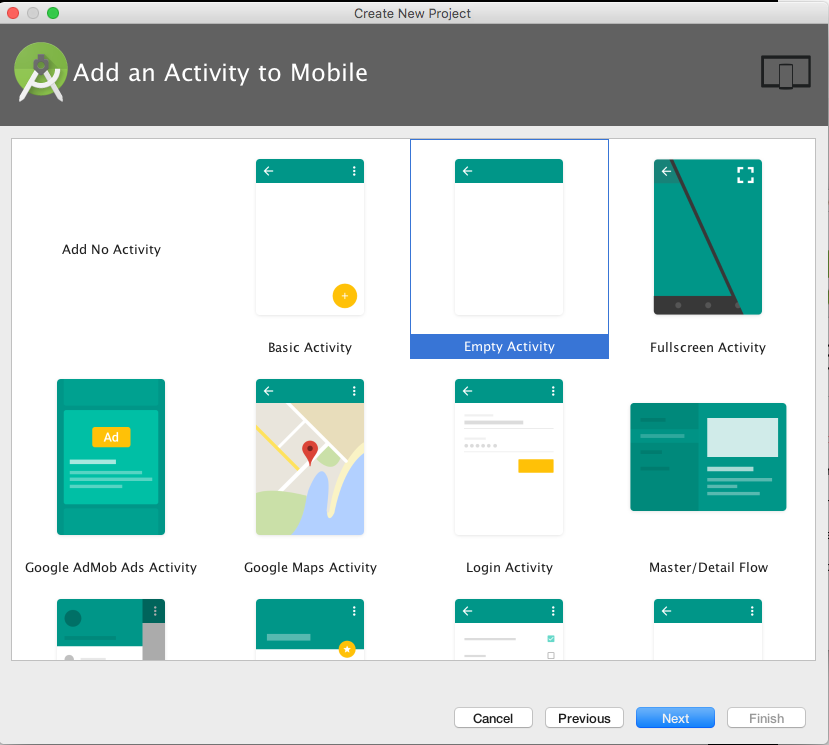 Create New Project
Add an Activity to Mobile
Add No Activity
Basic Activity
Empty Activity
Fullscreen Activity
Ad
Google AdMob Ads Activity
Google Maps Activity
Login Activity
Master/Detail Flow
Cancel
Previous
Next
Finish